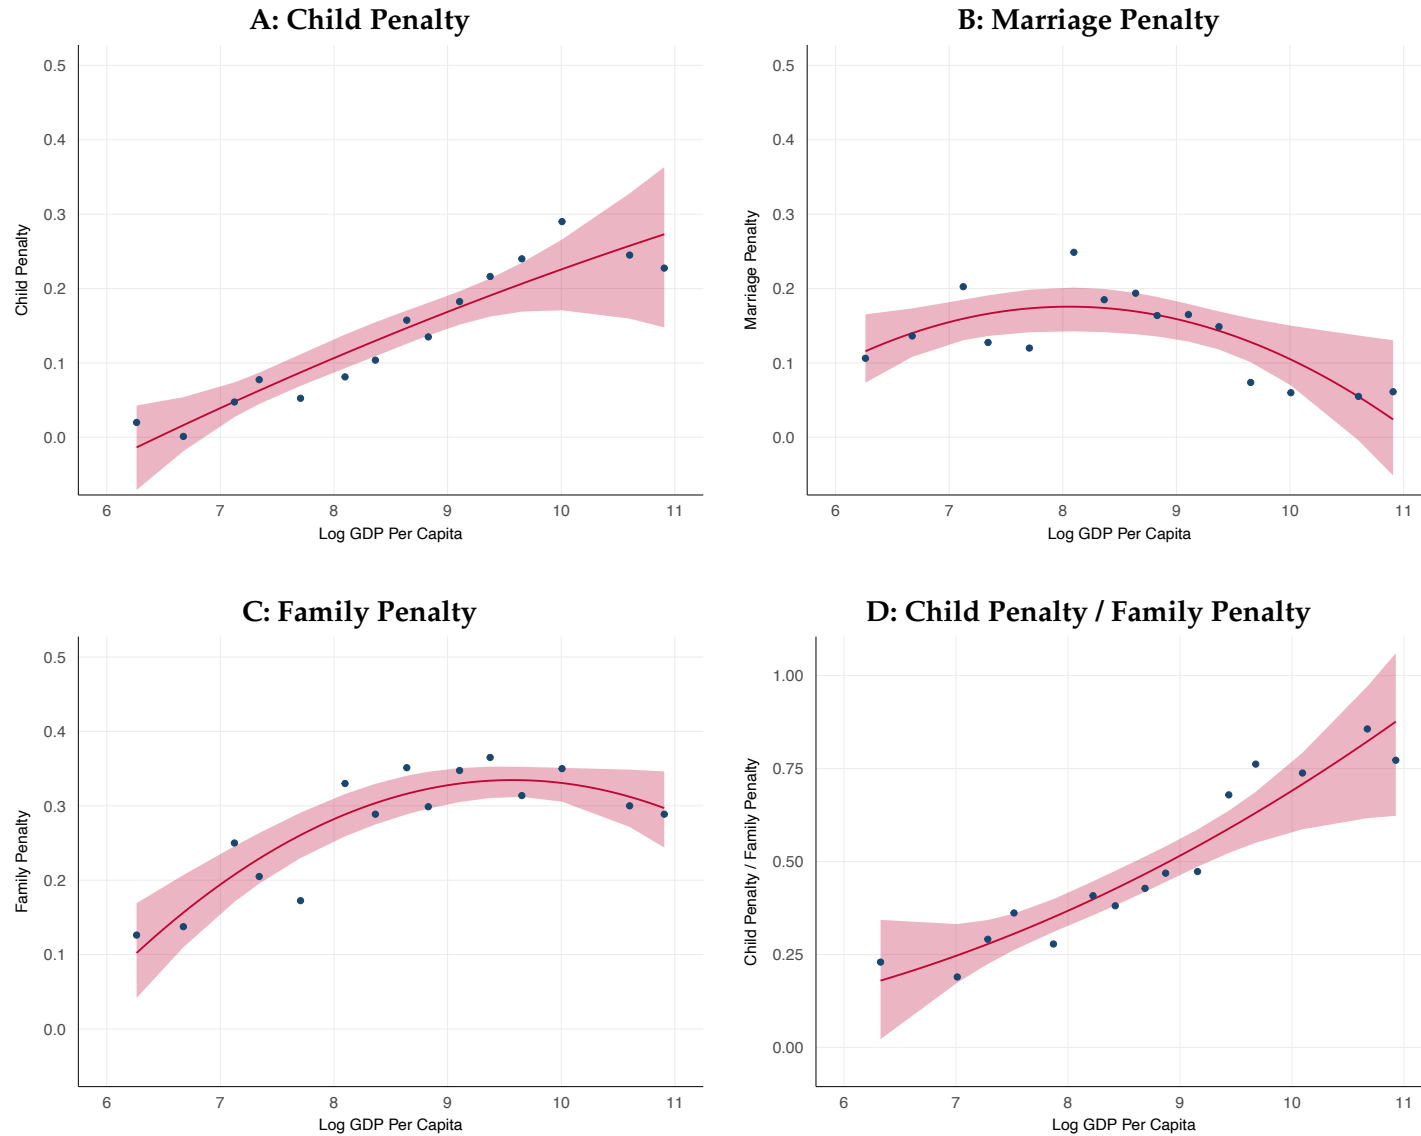 A: Child Penalty
0.5
0.4
0.3
0.2
0.1
0.0
Child Penalty
6 7 8 9 10 11
Log GDP Per Capita
B: Marriage Penalty
0.5
0.4
0.3
0.2
0.1
0.0
Marriage Penalty
6 7 8 9 10 11
Log GDP Per Capita
C: Family Penalty
0.5
0.4
0.3
0.2
0.1
0.0
Family Penalty
6 7 8 9 10 11
Log GDP Per Capita
D: Child Penalty / Family Penalty
1.00
0.75
0.50
0.25
0.00
Child Penalty / Family Penalty
6 7 8 9 10 11
Log GDP Per Capita